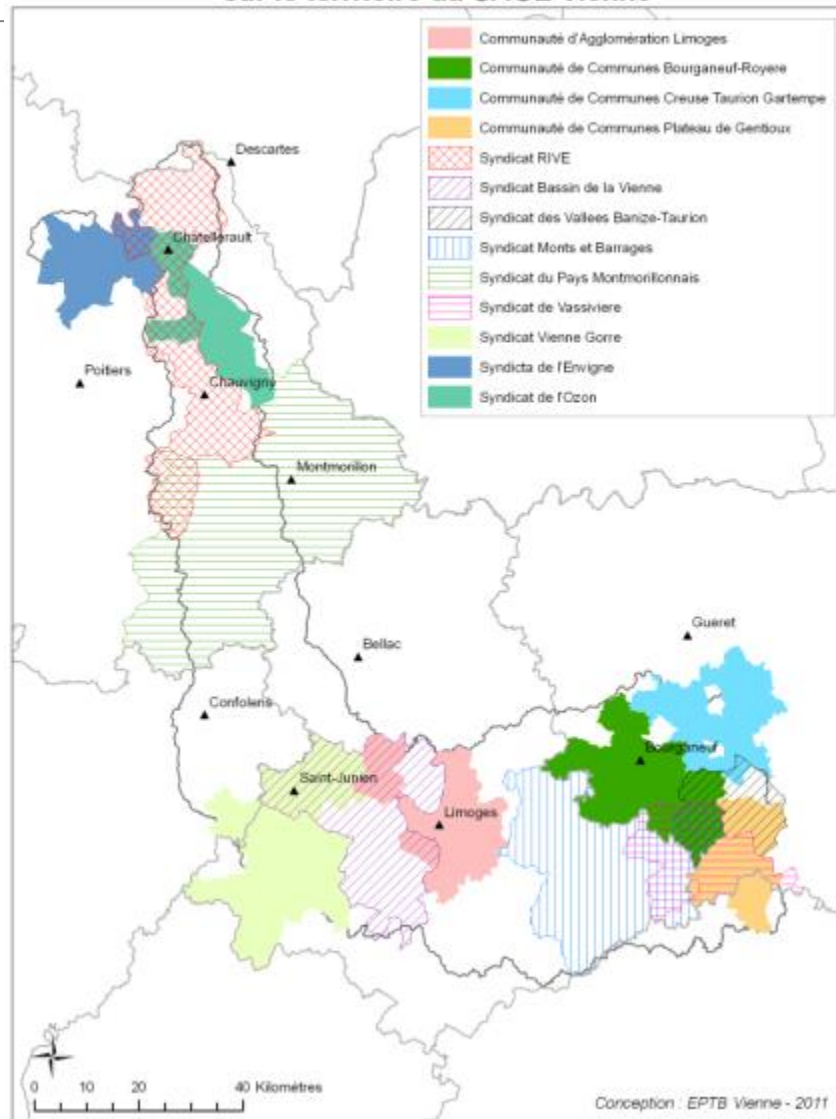 Communauté d'Agglomération Limoges
Communauté de Communes Bourganeuf-Royere
Communauté de Communes Creuse Taurion Gartempe
Communauté de Communes Plateau de Gentioux
Syndicat RIVE
Syndicat Bassin de la Vienne
Syndicat des Vallees Banize-Taurion
Syndicat Monts et Barrages
Syndicat du Pays Montmorillonnais
Syndicat de Vassiviere
Syndicat Vienne Gorre
Syndicta de l'Envigne
Syndicat de l'Ozon
Descartes
Chatellerault
Poitiers
Chauvigny
Montmorillon
Gueret
Bellac
Confolens
Bourganeuf
Saint-Junien
Limoges
N
0 10 20 40 Kilomètres
Conception : EPTB Vienne - 2011